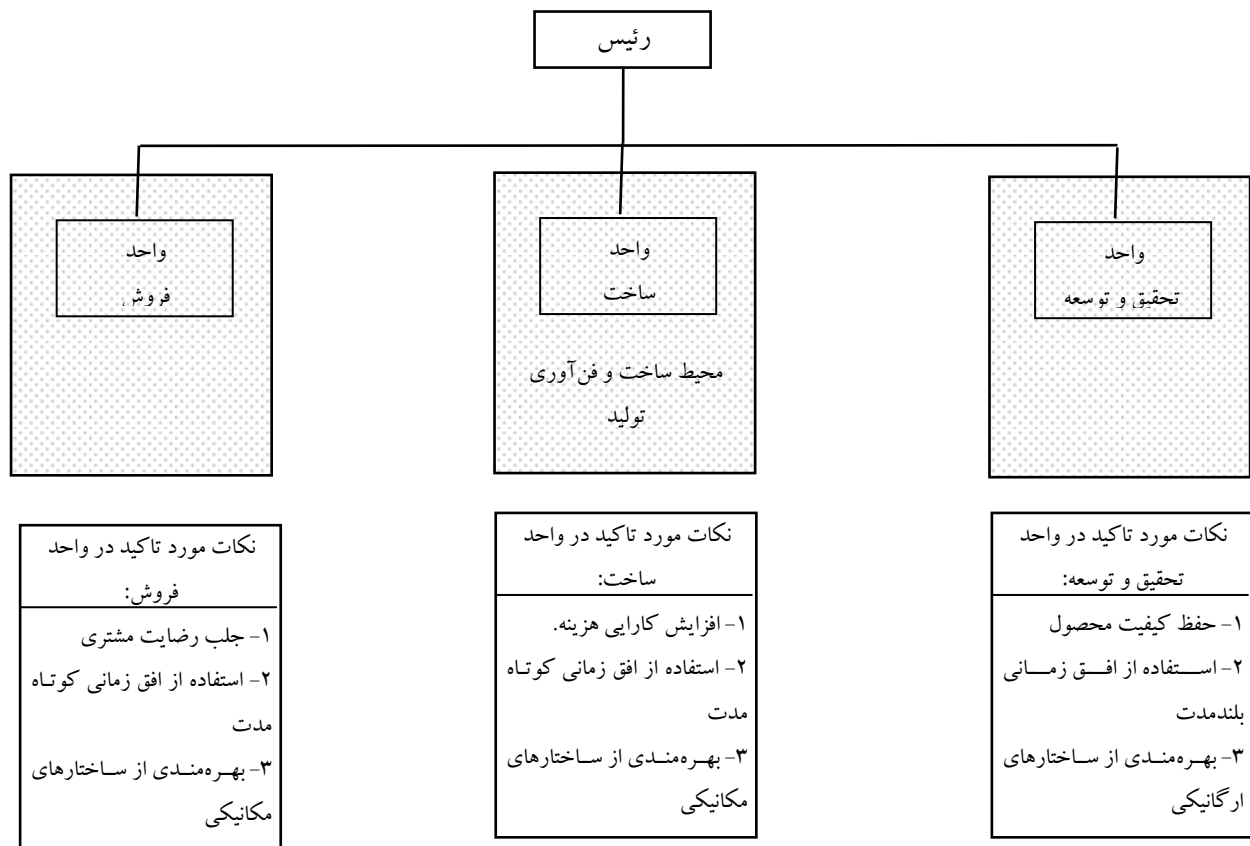 رئیس
واحد
تحقیق و توسعه
واحد
ساخت
محیط ساخت و فن‌آوری
تولید
واحد
فروش
نکات مورد تاکید در واحد
تحقیق و توسعه:
۱- حفظ کیفیت محصول
۲- استفاده از افق زمانی
بلندمدت
۳- بهره‌مندی از ساختارهای
ارگانیکی
نکات مورد تاکید در واحد
ساخت:
۱- افزایش کارایی هزینه.
۲- استفاده از افق زمانی کوتاه
مدت
۳- بهره‌مندی از ساختارهای
مکانیکی
نکات مورد تاکید در واحد
فروش:
۱- جلب رضایت مشتری
۲- استفاده از افق زمانی کوتاه
مدت
۳- بهره‌مندی از ساختارهای
مکانیکی